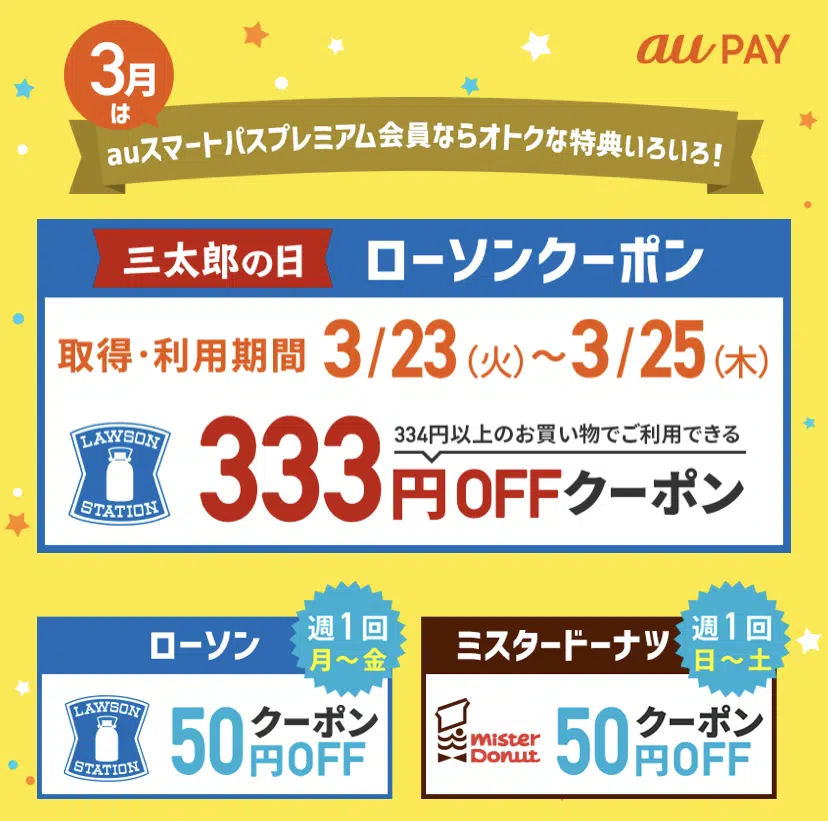 3月
は
au PAY
auスマートパスプレミアム会員ならオトクな特典いろいろ!
三太郎の日 ローソンクーポン
取得・利用期間 3/23(火)〜3/25(木)
LAWSON
STATION
334円以上のお買い物でご利用できる
333円OFFクーポン
ローソン
週1回
月〜金
LAWSON
STATION
50円OFF
クーポン
ミスタードーナツ
週1回
日〜土
mister
Donut
50円OFF
クーポン